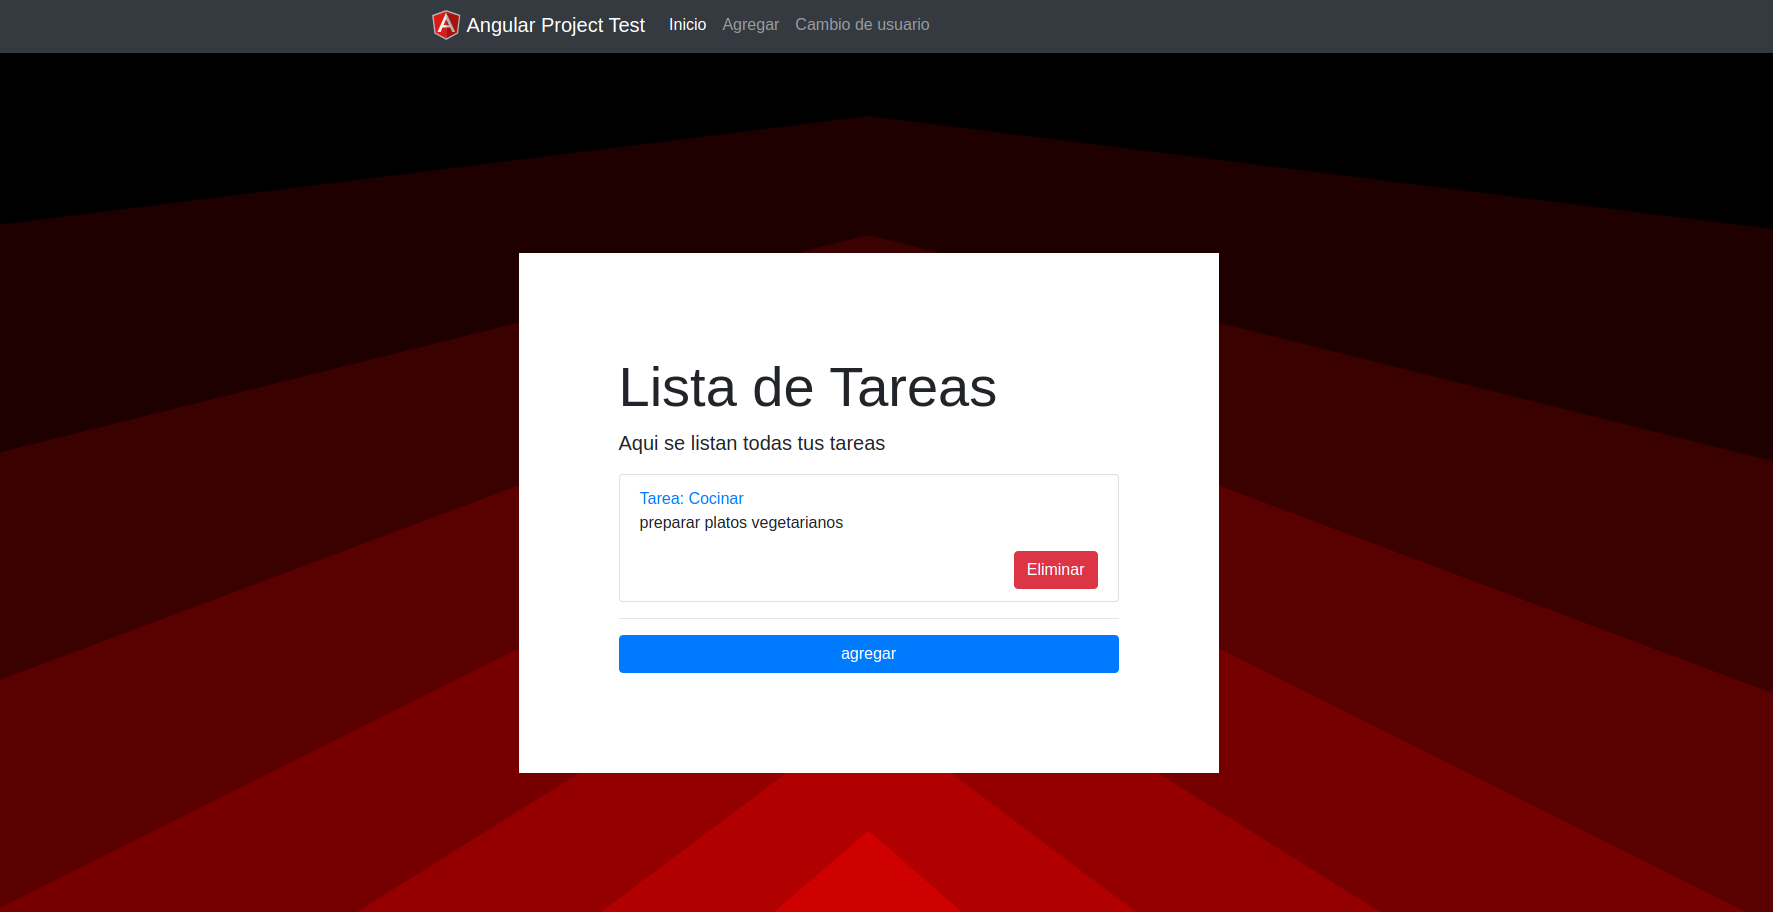 Angular Project Test Inicio Agregar Cambio de usuario
Lista de Tareas
Aqui se listan todas tus tareas
Tarea: Cocinar
preparar platos vegetarianos
Eliminar
agregar